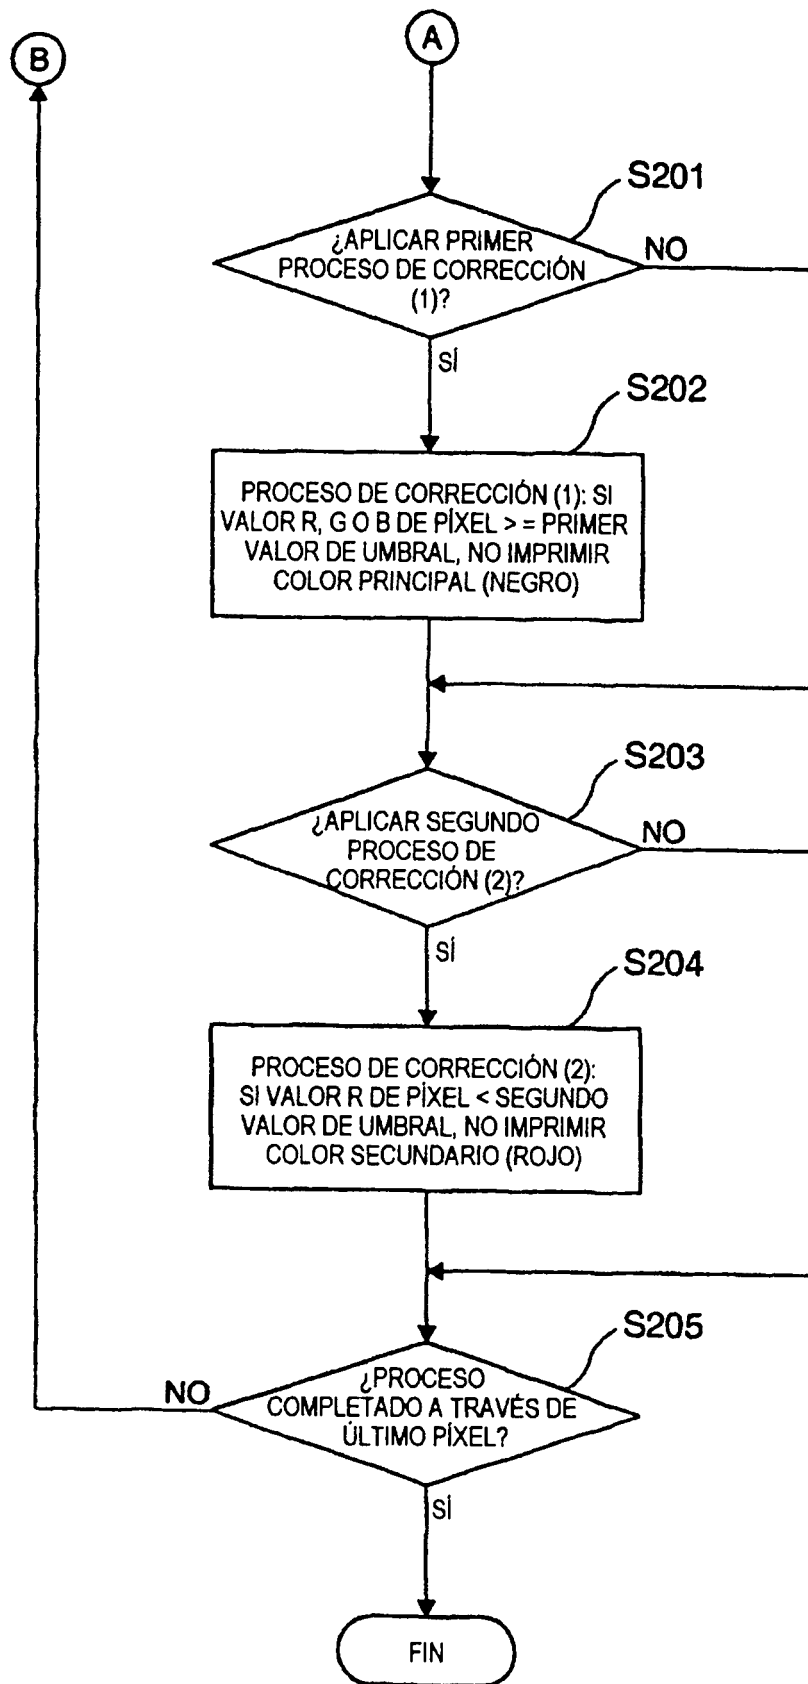 B
A
S201
¿APLICAR PRIMER
PROCESO DE CORRECCIÓN
(1)?
NO
SÍ
S202
PROCESO DE CORRECCIÓN (1): SI
VALOR R, G O B DE PÍXEL > = PRIMER
VALOR DE UMBRAL, NO IMPRIMIR
COLOR PRINCIPAL (NEGRO)
S203
¿APLICAR SEGUNDO
PROCESO DE
CORRECCIÓN (2)?
NO
SÍ
S204
PROCESO DE CORRECCIÓN (2):
SI VALOR R DE PÍXEL < SEGUNDO
VALOR DE UMBRAL, NO IMPRIMIR
COLOR SECUNDARIO (ROJO)
S205
NO
¿PROCESO
COMPLETADO A TRAVÉS DE
ÚLTIMO PÍXEL?
SÍ
FIN